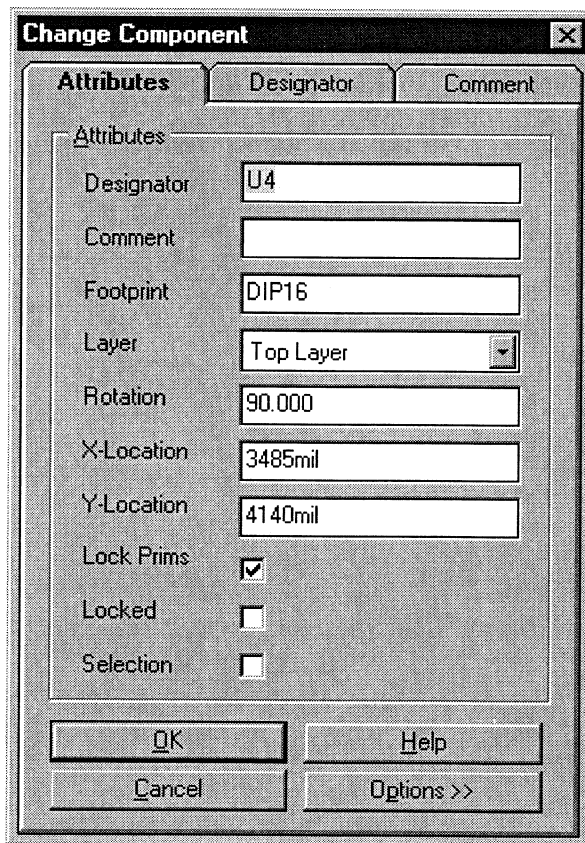 Change Component
Attributes Designator Comment
Attributes
Designator U4
Comment
Footprint DIP16
Layer Top Layer
Rotation 90.000
X-Location 3485mil
Y-Location 4140mil
Lock Prims
Locked
Selection
OK Help
Cancel Options >>